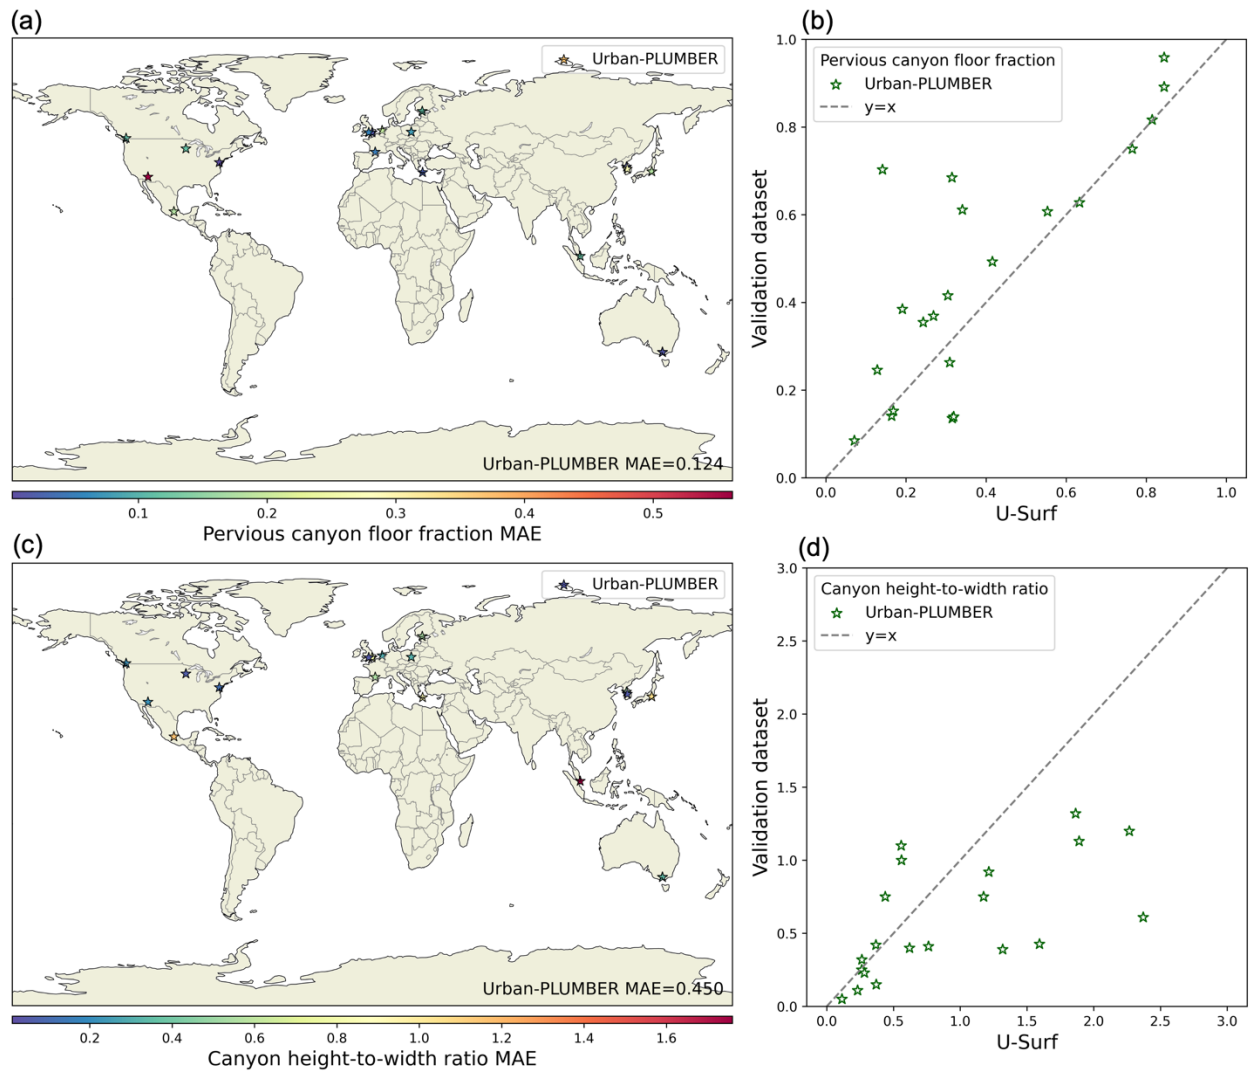 (a)
Urban-PLUMBER
Urban-PLUMBER MAE=0.124
0.1 0.2 0.3 0.4 0.5
Pervious canyon floor fraction MAE
(b)
1.0
0.8
0.6
0.4
0.2
0.0
Validation dataset
Pervious canyon floor fraction
Urban-PLUMBER
y=x
0.0 0.2 0.4 0.6 0.8 1.0
U-Surf
(c)
Urban-PLUMBER
Urban-PLUMBER MAE=0.450
0.2 0.4 0.6 0.8 1.0 1.2 1.4 1.6
Canyon height-to-width ratio MAE
(d)
3.0
2.5
2.0
1.5
1.0
0.5
0.0
Validation dataset
Canyon height-to-width ratio
Urban-PLUMBER
y=x
0.0 0.5 1.0 1.5 2.0 2.5 3.0
U-Surf